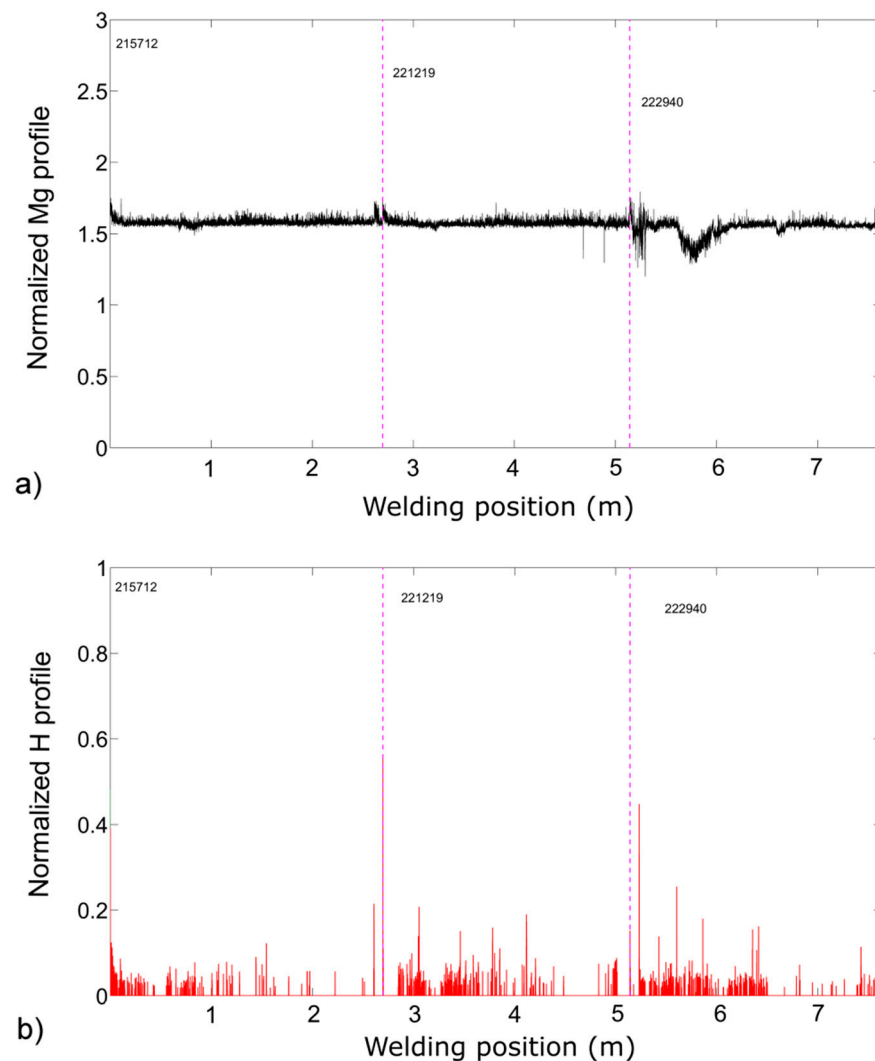 3
215712
221219
2.5
222940
2
1.5
1
0.5
0
Normalized Mg profile
1 2 3 4 5 6 7
a)
Welding position (m)
1
215712
221219
222940
0.8
0.6
0.4
0.2
0
Normalized H profile
1 2 3 4 5 6 7
b)
Welding position (m)